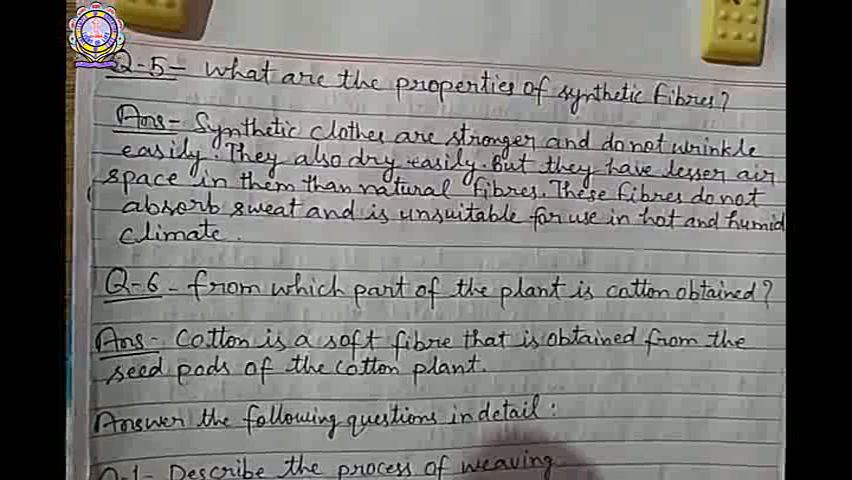 Q-5- What are the properties of synthetic Fibres?
Ans- Synthetic clothes are stronger and do not wrinkle
easily. They also dry easily. But they have lesser air
space in them than natural fibres. These fibres do not
absorb sweat and is unsuitable for use in hot and humid
climate.
Q-6- From which part of the plant is cotton obtained?
Ans- Cotton is a soft fibre that is obtained from the
seed pods of the cotton plant.
Answer the following questions in detail:
Q-1- Describe the process of weaving